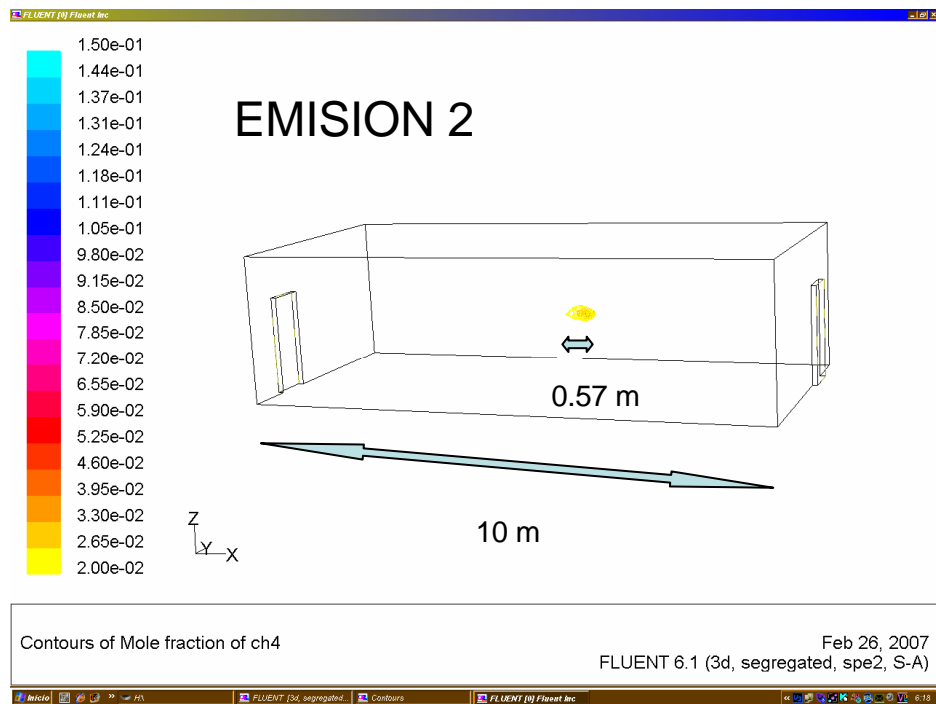 FLUENT [0] Fluent Inc
1.50e-01
1.44e-01
1.37e-01
1.31e-01
1.24e-01
1.18e-01
1.11e-01
1.05e-01
9.80e-02
9.15e-02
8.50e-02
7.85e-02
7.20e-02
6.55e-02
5.90e-02
5.25e-02
4.60e-02
3.95e-02
3.30e-02
2.65e-02
2.00e-02
EMISION 2
0.57 m
10 m
Z
Y
X
Contours of Mole fraction of ch4
Feb 26, 2007
FLUENT 6.1 (3d, segregated, spe2, S-A)
Inicio
»
H:\
FLUENT [3d, segregated...
Contours
FLUENT [0] Fluent Inc
«
6:18